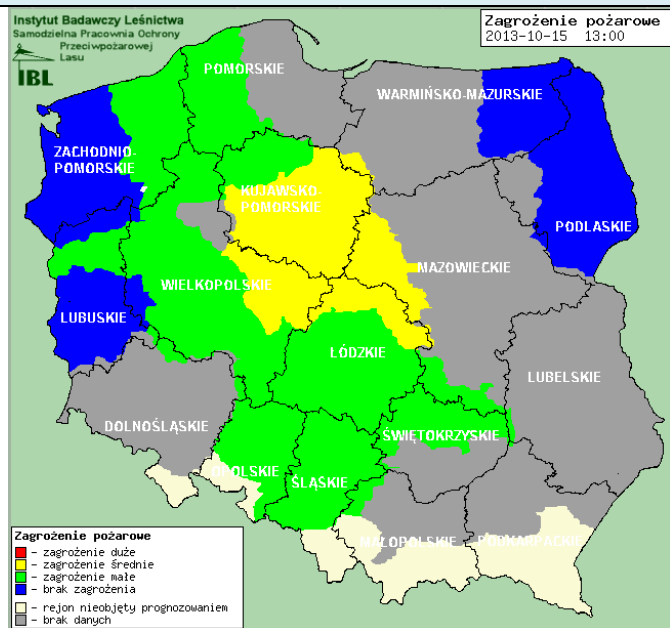 Instytut Badawczy Leśnictwa
Samodzielna Pracownia Ochrony
Przeciwpożarowej
Lasu
IBL
Zagrożenie pożarowe
2013-10-15 13:00
POMORSKIE
WARMIŃSKO-MAZURSKIE
ZACHODNIO-
POMORSKIE
KUJAWSKO-
POMORSKIE
PODLASKIE
MAZOWIECKIE
WIELKOPOLSKIE
LUBUSKIE
ŁÓDZKIE
LUBELSKIE
DOLNOŚLĄSKIE
ŚWIĘTOKRZYSKIE
OPOLSKIE
ŚLĄSKIE
MAŁOPOLSKIE
PODKARPACKIE
Zagrożenie pożarowe
- zagrożenie duże
- zagrożenie średnie
- zagrożenie małe
- brak zagrożenia
- rejon nieobjęty prognozowaniem
- brak danych